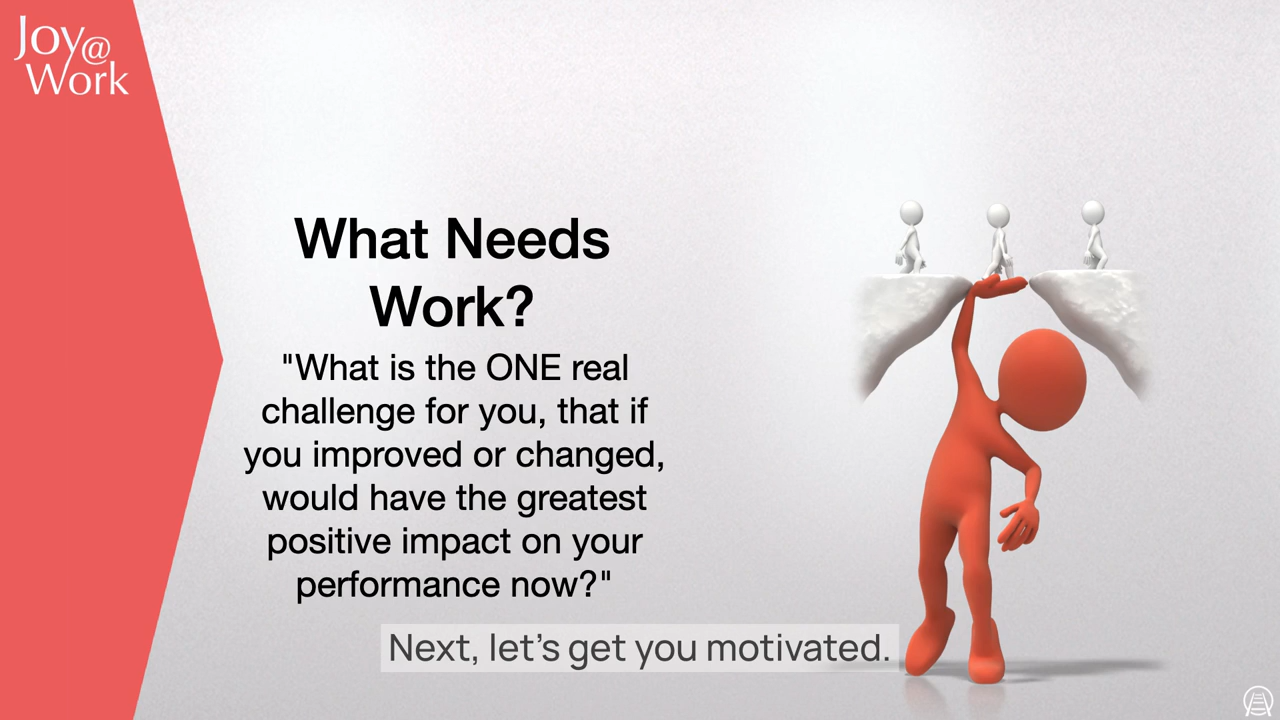 Joy@
Work
What Needs
Work?
"What is the ONE real
challenge for you, that if
you improved or changed,
would have the greatest
positive impact on your
performance now?"
Next, let's get you motivated.